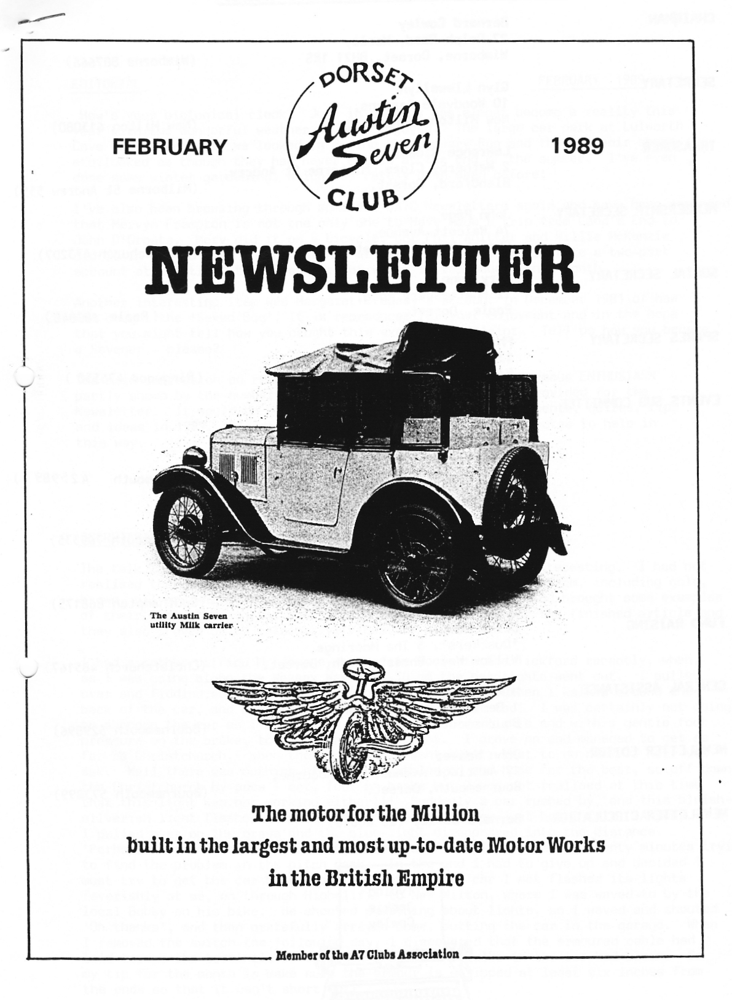 DORSET
Austin
Seven
CLUB
FEBRUARY
1989
NEWSLETTER
The Austin Seven
utility Milk carrier
The motor for the Million
built in the largest and most up-to-date Motor Works
in the British Empire
Member of the A7 Clubs Association